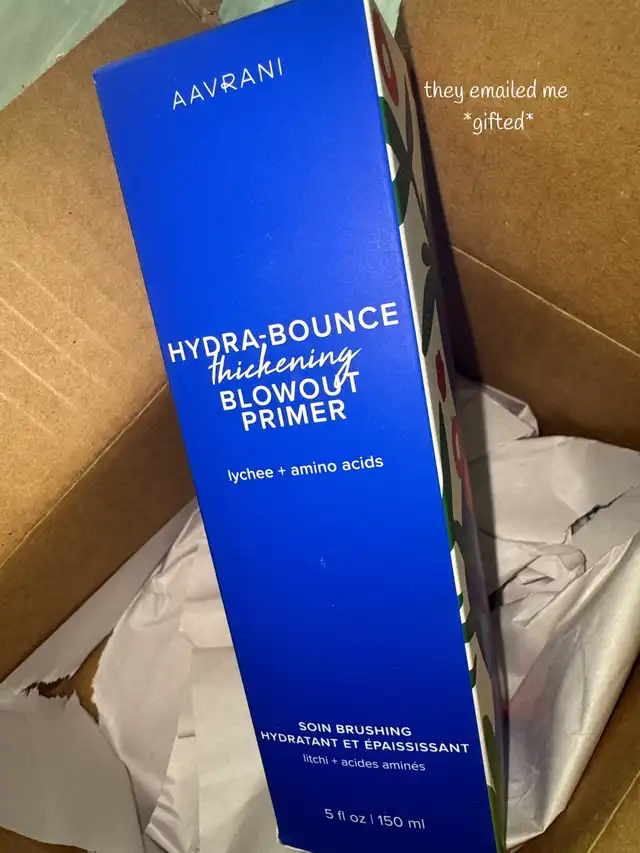 AAVRANI
they emailed me
*gifted*
HYDRA-BOUNCE
thickening
BLOWOUT
PRIMER
lychee + amino acids
SOIN BRUSHING
HYDRATANT ET ÉPAISSISSANT
litchi + acides aminés
5 fl oz | 150 ml